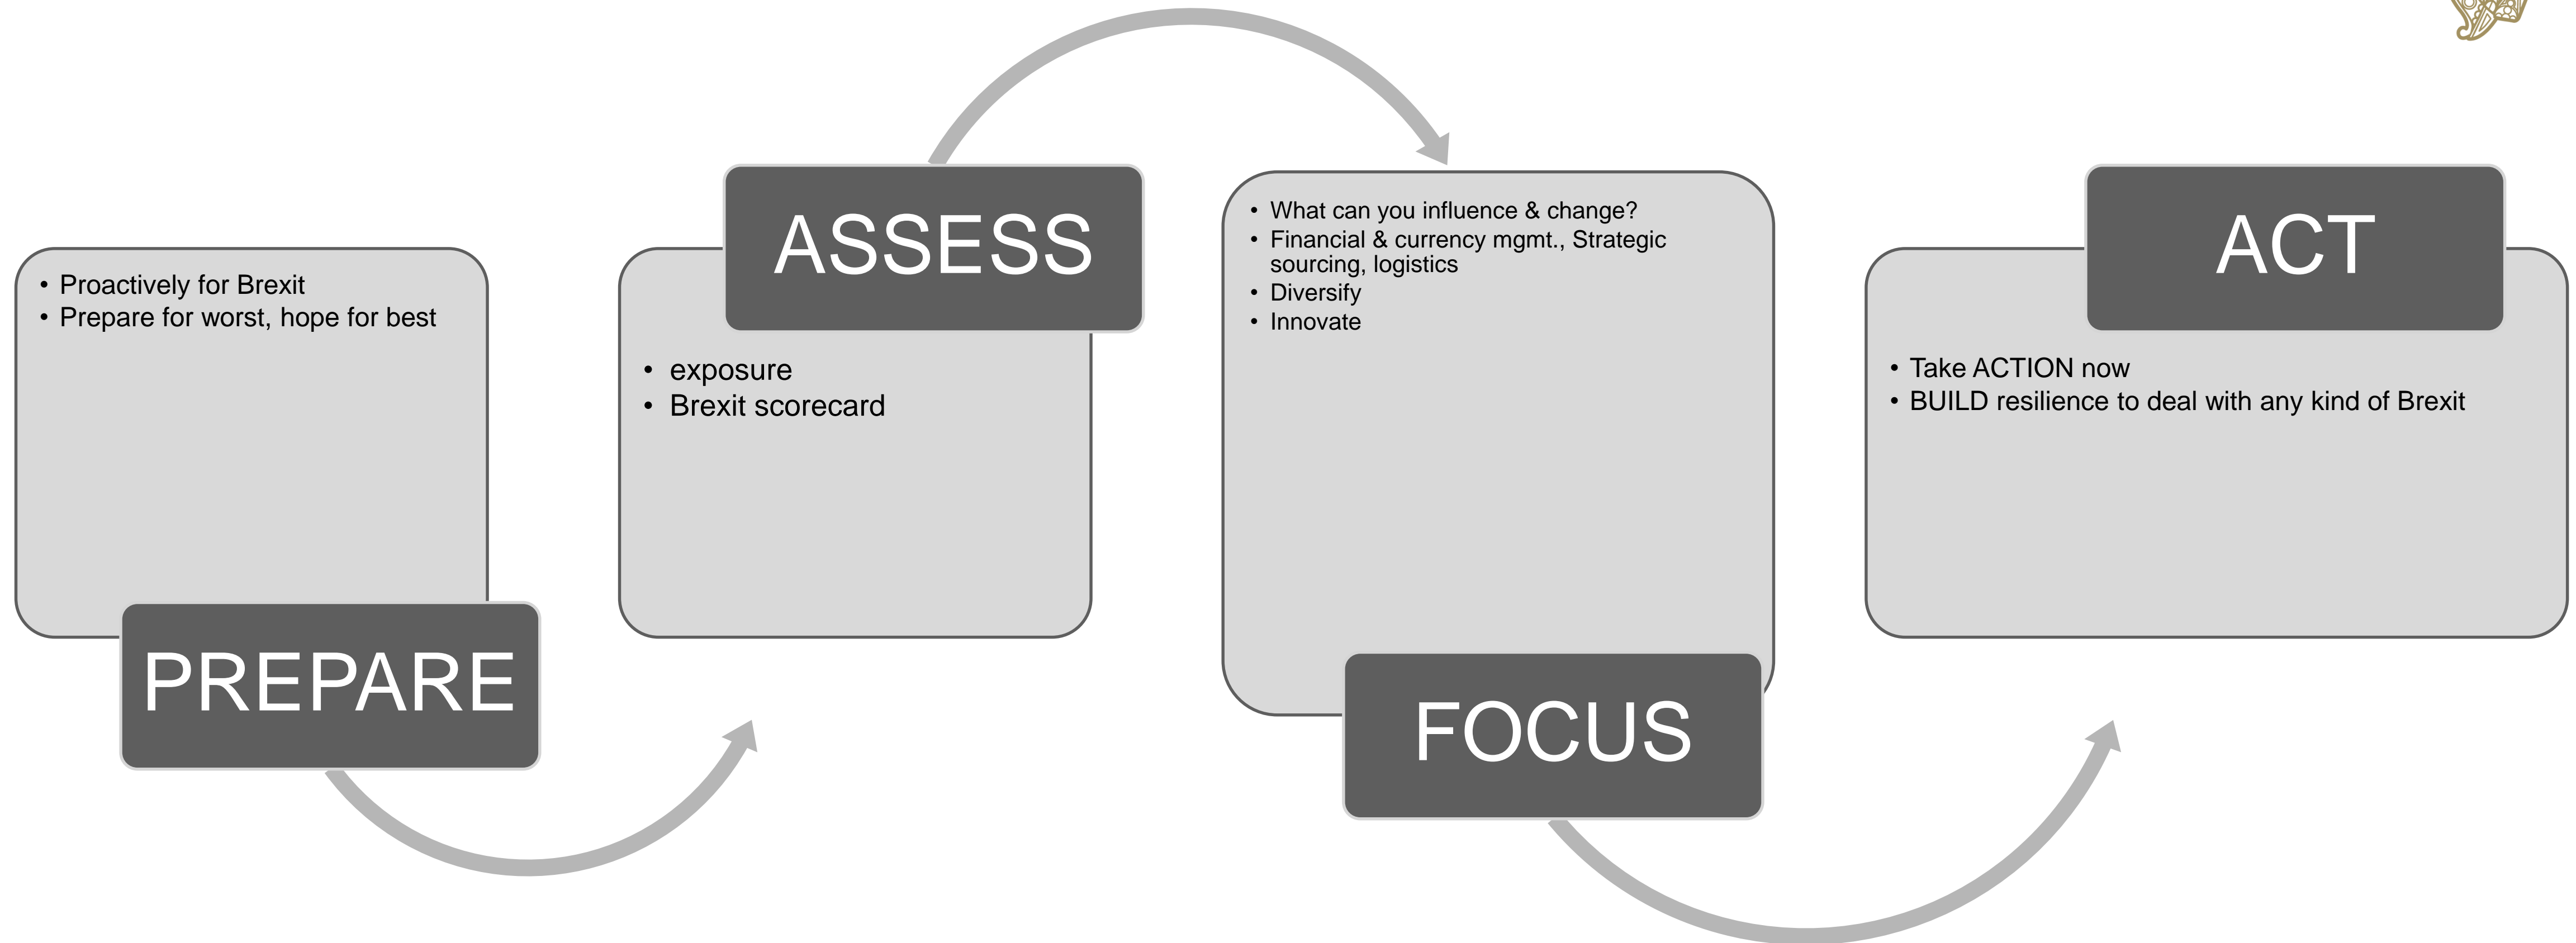 • Proactively for Brexit
• Prepare for worst, hope for best
PREPARE
ASSESS
• exposure
• Brexit scorecard
• What can you influence & change?
• Financial & currency mgmt., Strategic
sourcing, logistics
• Diversify
• Innovate
FOCUS
ACT
• Take ACTION now
• BUILD resilience to deal with any kind of Brexit